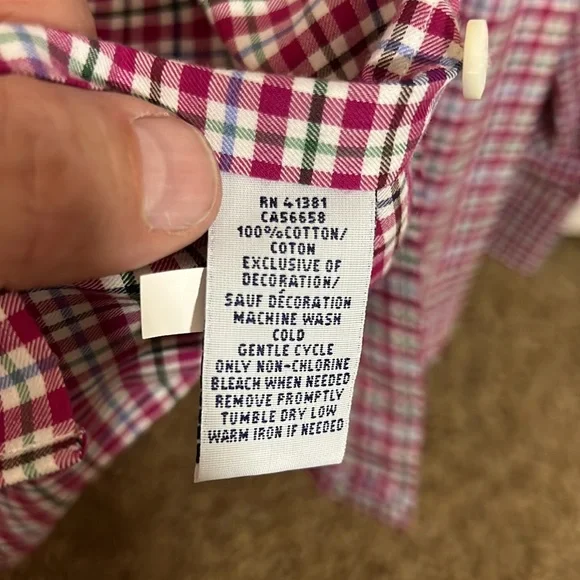 RN 41381
CA56658
100%COTTON/
COTON
EXCLUSIVE OF
DECORATION/
SAUF DÉCORATION
MACHINE WASH
COLD
GENTLE CYCLE
ONLY NON-CHLORINE
BLEACH WHEN NEEDED
REMOVE PROMPTLY
TUMBLE DRY LOW
WARM IRON IF NEEDED